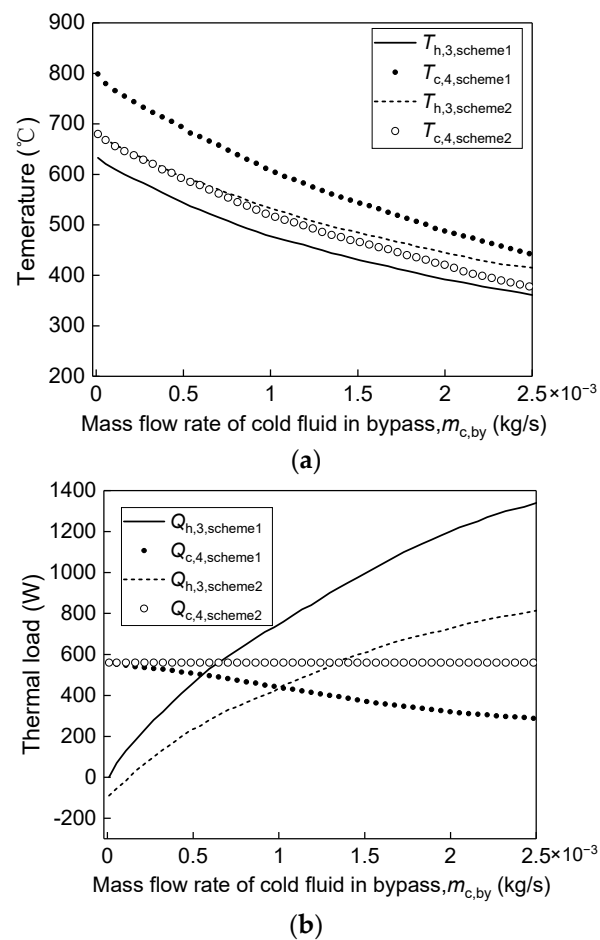 900
800
700
600
500
400
300
200
Temerature (℃)
T_h,3,scheme1
T_c,4,scheme1
T_h,3,scheme2
T_c,4,scheme2
0 0.5 1 1.5 2 2.5×10⁻³
Mass flow rate of cold fluid in bypass,m_c,by (kg/s)
(a)
1400
1200
1000
800
600
400
200
0
-200
Thermal load (W)
Q_h,3,scheme1
Q_c,4,scheme1
Q_h,3,scheme2
Q_c,4,scheme2
0 0.5 1 1.5 2 2.5×10⁻³
Mass flow rate of cold fluid in bypass,m_c,by (kg/s)
(b)